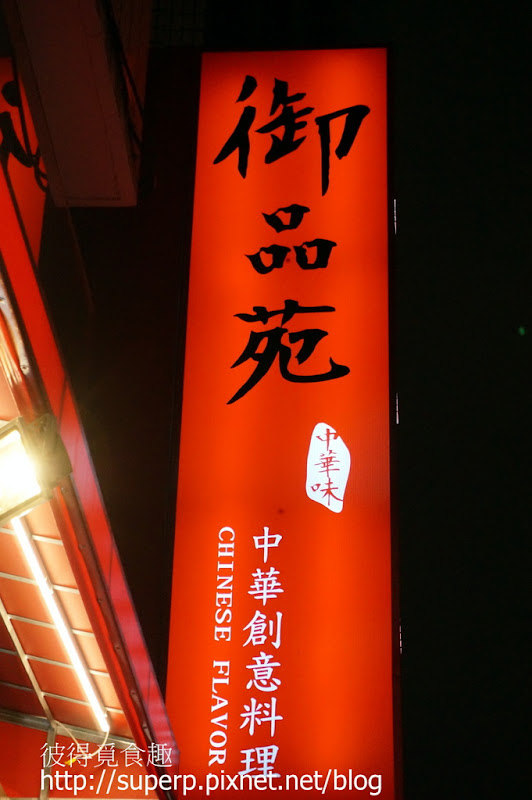 御品苑
中華味
中華創意料理
CHINESE FLAVOR
彼得覓食趣
http://superp.pixnet.net/blog